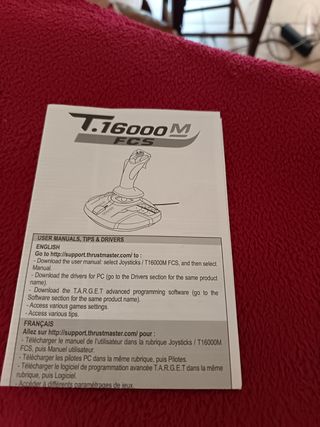 T.16000M
FCS
USER MANUALS, TIPS & DRIVERS
ENGLISH
Go to http://support.thrustmaster.com/ to :
- Download the user manual: select Joysticks / T16000M FCS, and then select
Manual.
- Download the drivers for PC (go to the Drivers section for the same product
name).
- Download the T.A.R.G.E.T advanced programming software (go to the
Software section for the same product name).
- Access various games settings.
- Access various tips.
FRANÇAIS
Allez sur http://support.thrustmaster.com/ pour :
- Télécharger le manuel de l'utilisateur dans la rubrique Joysticks / T16000M
FCS, puis Manuel utilisateur.
- Télécharger les pilotes PC dans la même rubrique, puis Pilotes.
- Télécharger le logiciel de programmation avancée T.A.R.G.E.T dans la même
rubrique, puis Logiciel.
- Accéder à différents paramétrages de jeux.